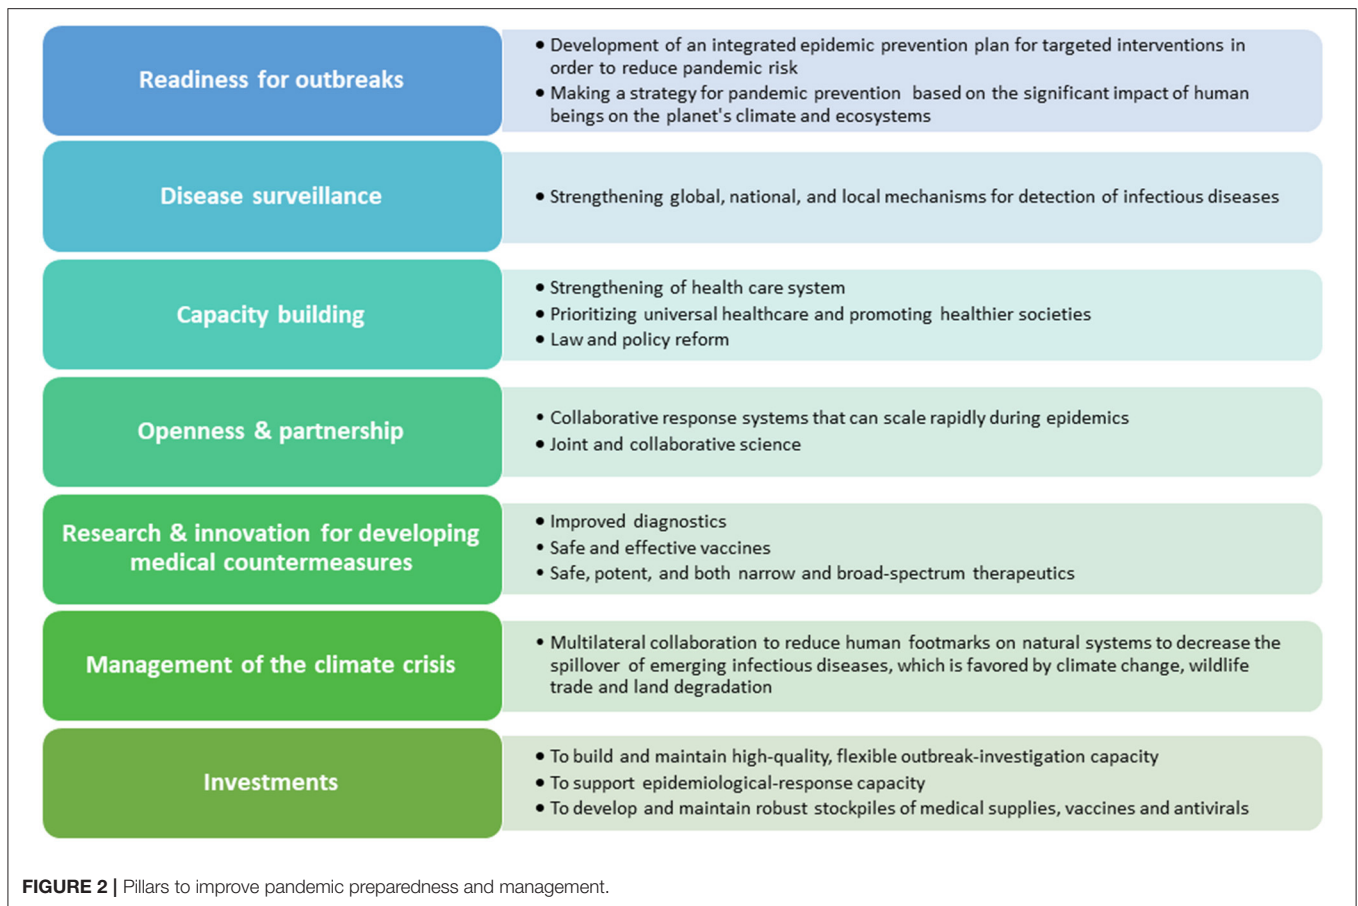 Readiness for outbreaks
• Development of an integrated epidemic prevention plan for targeted interventions in
order to reduce pandemic risk
• Making a strategy for pandemic prevention based on the significant impact of human
beings on the planet's climate and ecosystems
Disease surveillance
• Strengthening global, national, and local mechanisms for detection of infectious diseases
Capacity building
• Strengthening of health care system
• Prioritizing universal healthcare and promoting healthier societies
• Law and policy reform
Openness & partnership
• Collaborative response systems that can scale rapidly during epidemics
• Joint and collaborative science
Research & innovation for developing
medical countermeasures
• Improved diagnostics
• Safe and effective vaccines
• Safe, potent, and both narrow and broad-spectrum therapeutics
Management of the climate crisis
• Multilateral collaboration to reduce human footmarks on natural systems to decrease the
spillover of emerging infectious diseases, which is favored by climate change, wildlife
trade and land degradation
Investments
• To build and maintain high-quality, flexible outbreak-investigation capacity
• To support epidemiological-response capacity
• To develop and maintain robust stockpiles of medical supplies, vaccines and antivirals
FIGURE 2 | Pillars to improve pandemic preparedness and management.